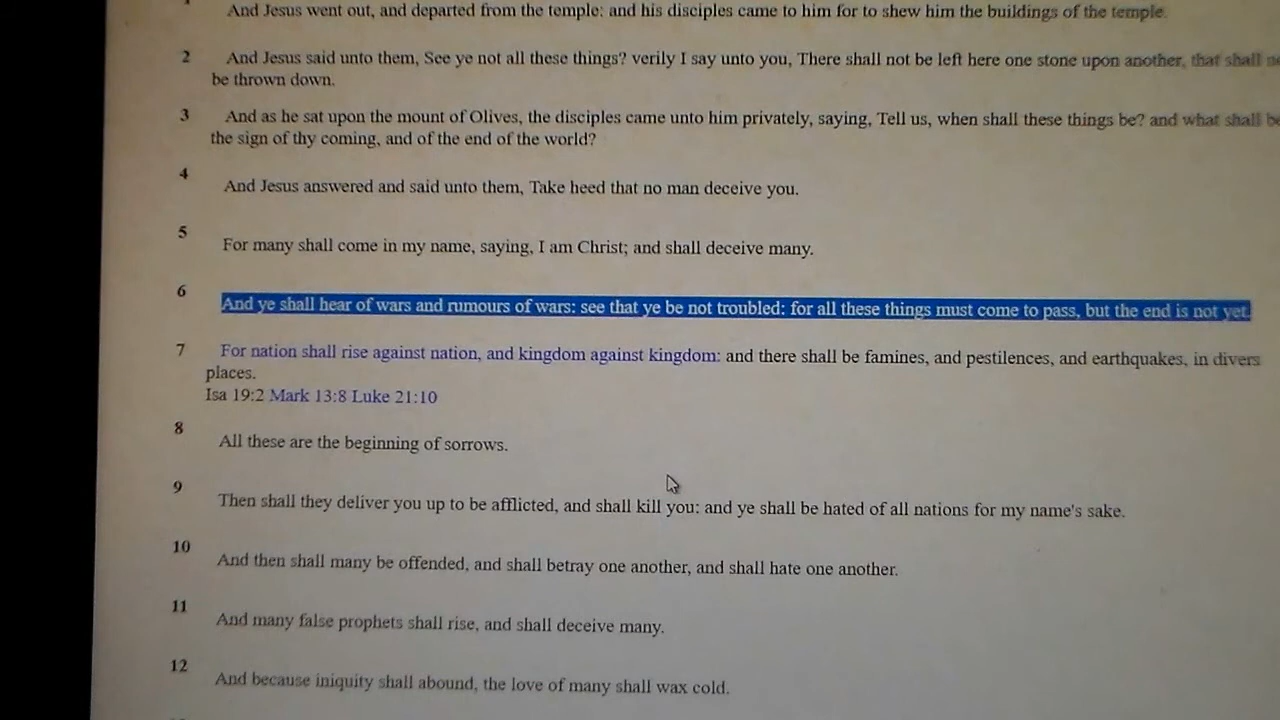 And Jesus went out, and departed from the temple: and his disciples came to him for to shew him the buildings of the temple.
2 And Jesus said unto them, See ye not all these things? verily I say unto you, There shall not be left here one stone upon another, that shall
be thrown down.
3 And as he sat upon the mount of Olives, the disciples came unto him privately, saying, Tell us, when shall these things be? and what shall be
the sign of thy coming, and of the end of the world?
4 And Jesus answered and said unto them, Take heed that no man deceive you.
5 For many shall come in my name, saying, I am Christ; and shall deceive many.
6 And ye shall hear of wars and rumours of wars: see that ye be not troubled: for all these things must come to pass, but the end is not yet.
7 For nation shall rise against nation, and kingdom against kingdom: and there shall be famines, and pestilences, and earthquakes, in divers
places.
Isa 19:2 Mark 13:8 Luke 21:10
8 All these are the beginning of sorrows.
9 Then shall they deliver you up to be afflicted, and shall kill you: and ye shall be hated of all nations for my name's sake.
10 And then shall many be offended, and shall betray one another, and shall hate one another.
11 And many false prophets shall rise, and shall deceive many.
12 And because iniquity shall abound, the love of many shall wax cold.